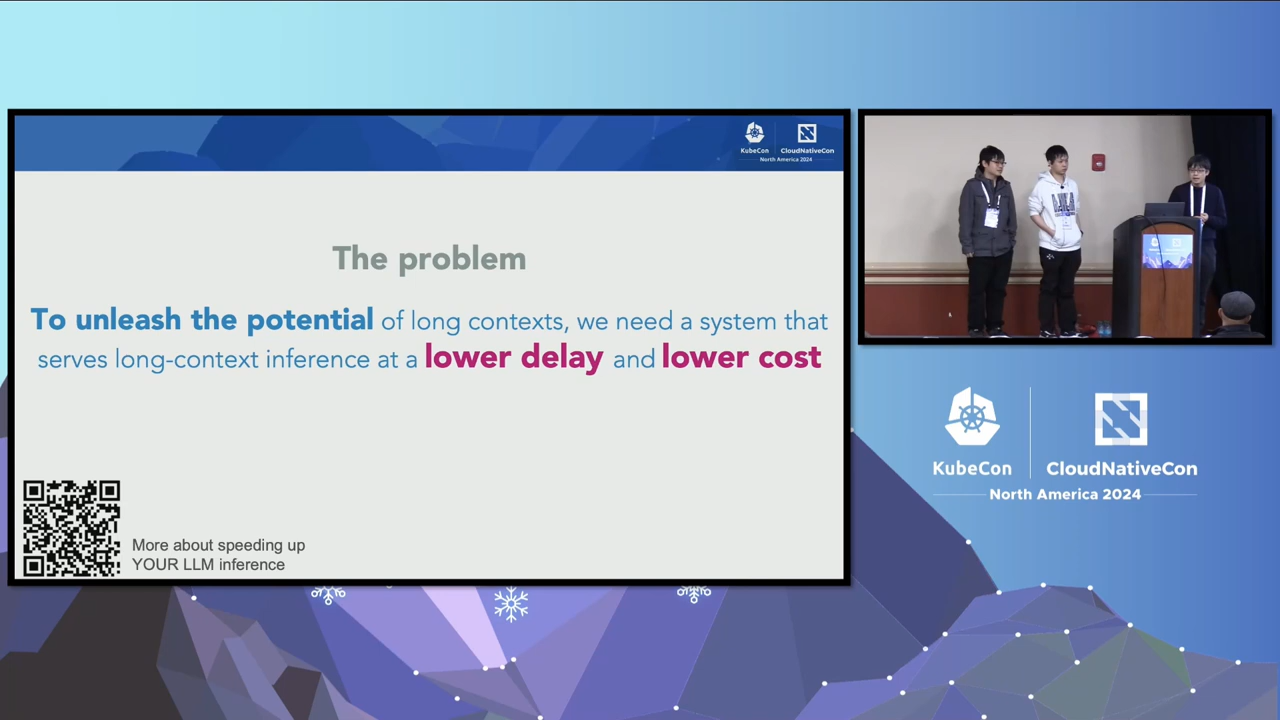 KubeCon
CloudNativeCon
North America 2024
The problem
To unleash the potential of long contexts, we need a system that
serves long-context inference at a lower delay and lower cost
More about speeding up
YOUR LLM inference
KubeCon
CloudNativeCon
North America 2024